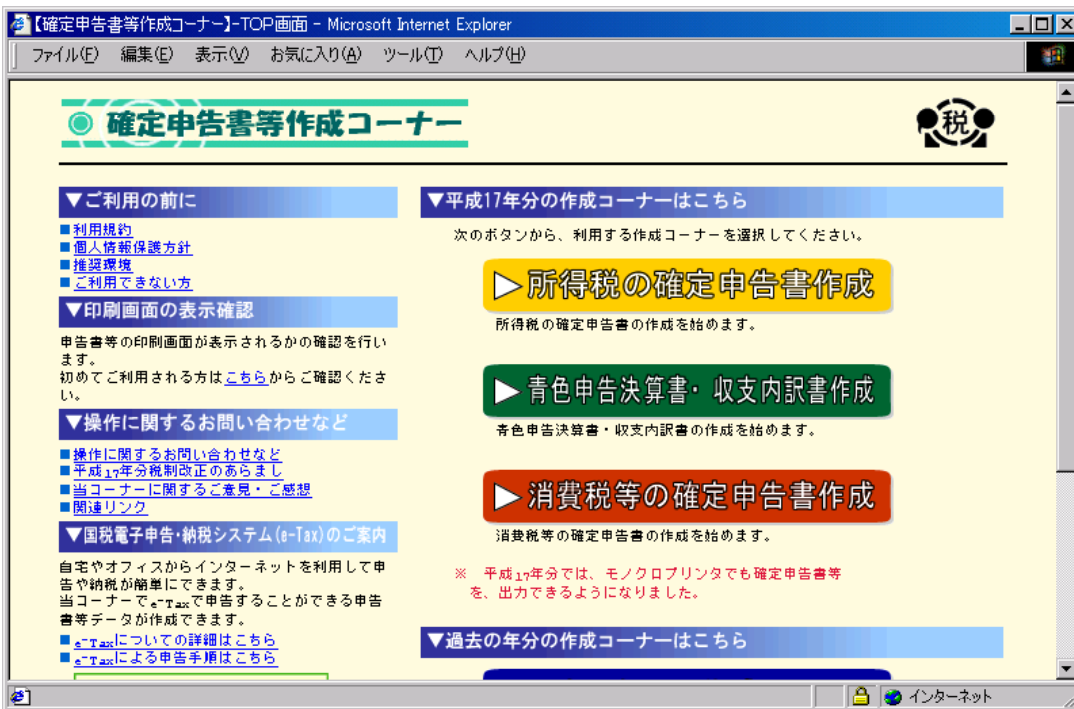 【確定申告書等作成コーナー】-TOP画面 - Microsoft Internet Explorer
ファイル(F) 編集(E) 表示(V) お気に入り(A) ツール(T) ヘルプ(H)
確定申告書等作成コーナー
税
▼ご利用の前に
利用規約
個人情報保護方針
推奨環境
ご利用できない方
▼印刷画面の表示確認
申告書等の印刷画面が表示されるかの確認を行い
ます。
初めてご利用される方はこちらからご確認くださ
い。
▼操作に関するお問い合わせなど
操作に関するお問い合わせなど
平成17年分税制改正のあらまし
当コーナーに関するご意見・ご感想
関連リンク
▼国税電子申告・納税システム(e-Tax)のご案内
自宅やオフィスからインターネットを利用して申
告や納税が簡単にできます。
当コーナーでe-Taxで申告することができる申告
書等データが作成できます。
e-Taxについての詳細はこちら
e-Taxによる申告手順はこちら
▼平成17年分の作成コーナーはこちら
次のボタンから、利用する作成コーナーを選択してください。
▷所得税の確定申告書作成
所得税の確定申告書の作成を始めます。
▷青色申告決算書・収支内訳書作成
青色申告決算書・収支内訳書の作成を始めます。
▷消費税等の確定申告書作成
消費税等の確定申告書の作成を始めます。
※ 平成17年分では、モノクロプリンタでも確定申告書等
を、出力できるようになりました。
▼過去の年分の作成コーナーはこちら
インターネット